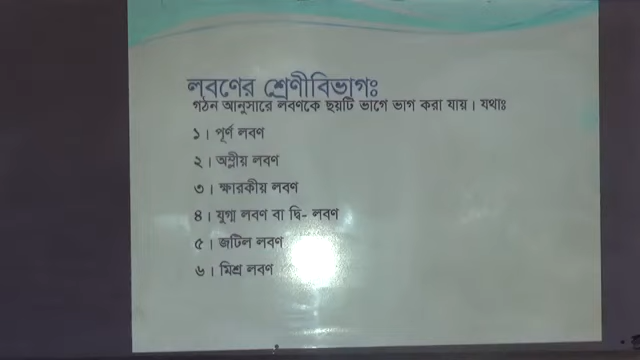 লবণের শ্রেণীবিভাগঃ
গঠন আনুসারে লবণকে ছয়টি ভাগে ভাগ করা যায়। যথাঃ
১। পূর্ণ লবণ
২। অম্লীয় লবণ
৩। ক্ষারকীয় লবণ
৪। যুগ্ম লবণ বা দ্বি- লবণ
৫। জটিল লবণ
৬। মিশ্র লবণ